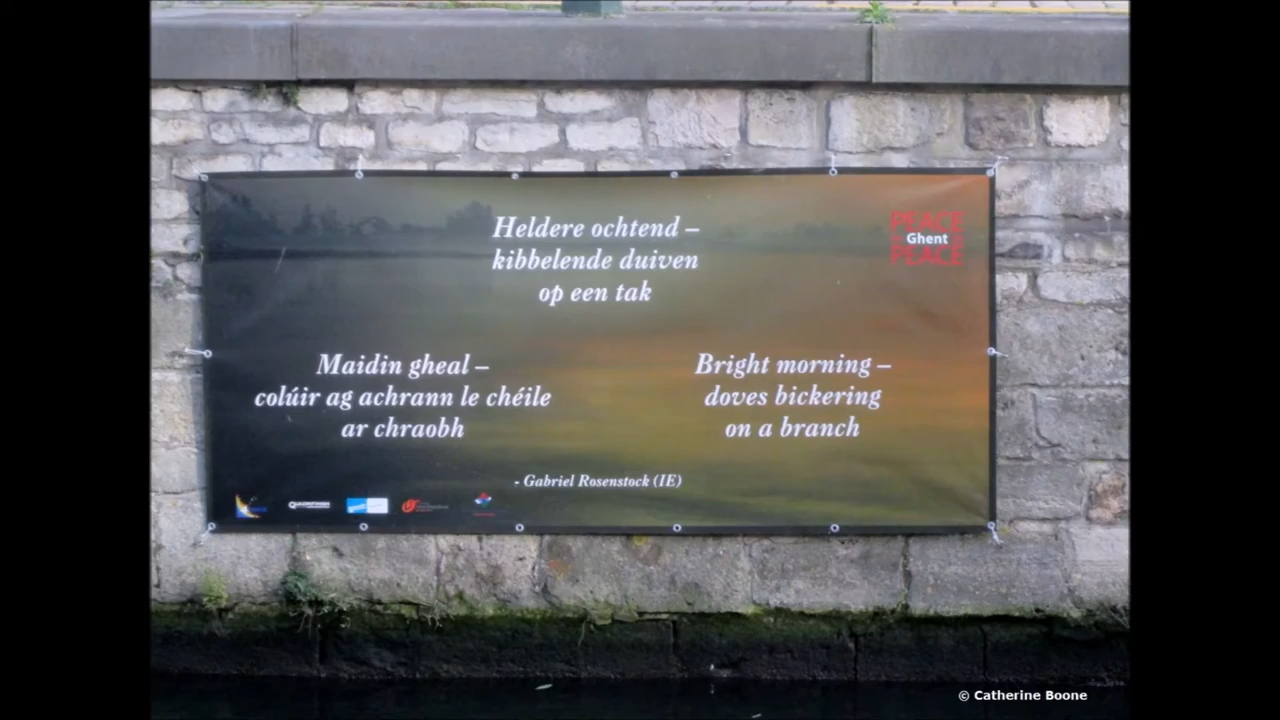 Heldere ochtend –
kibbelende duiven
op een tak
PEACE
Ghent
PEACE
Maidin gheal –
colúir ag achrann le chéile
ar chraobh
Bright morning –
doves bickering
on a branch
- Gabriel Rosenstock (IE)
© Catherine Boone